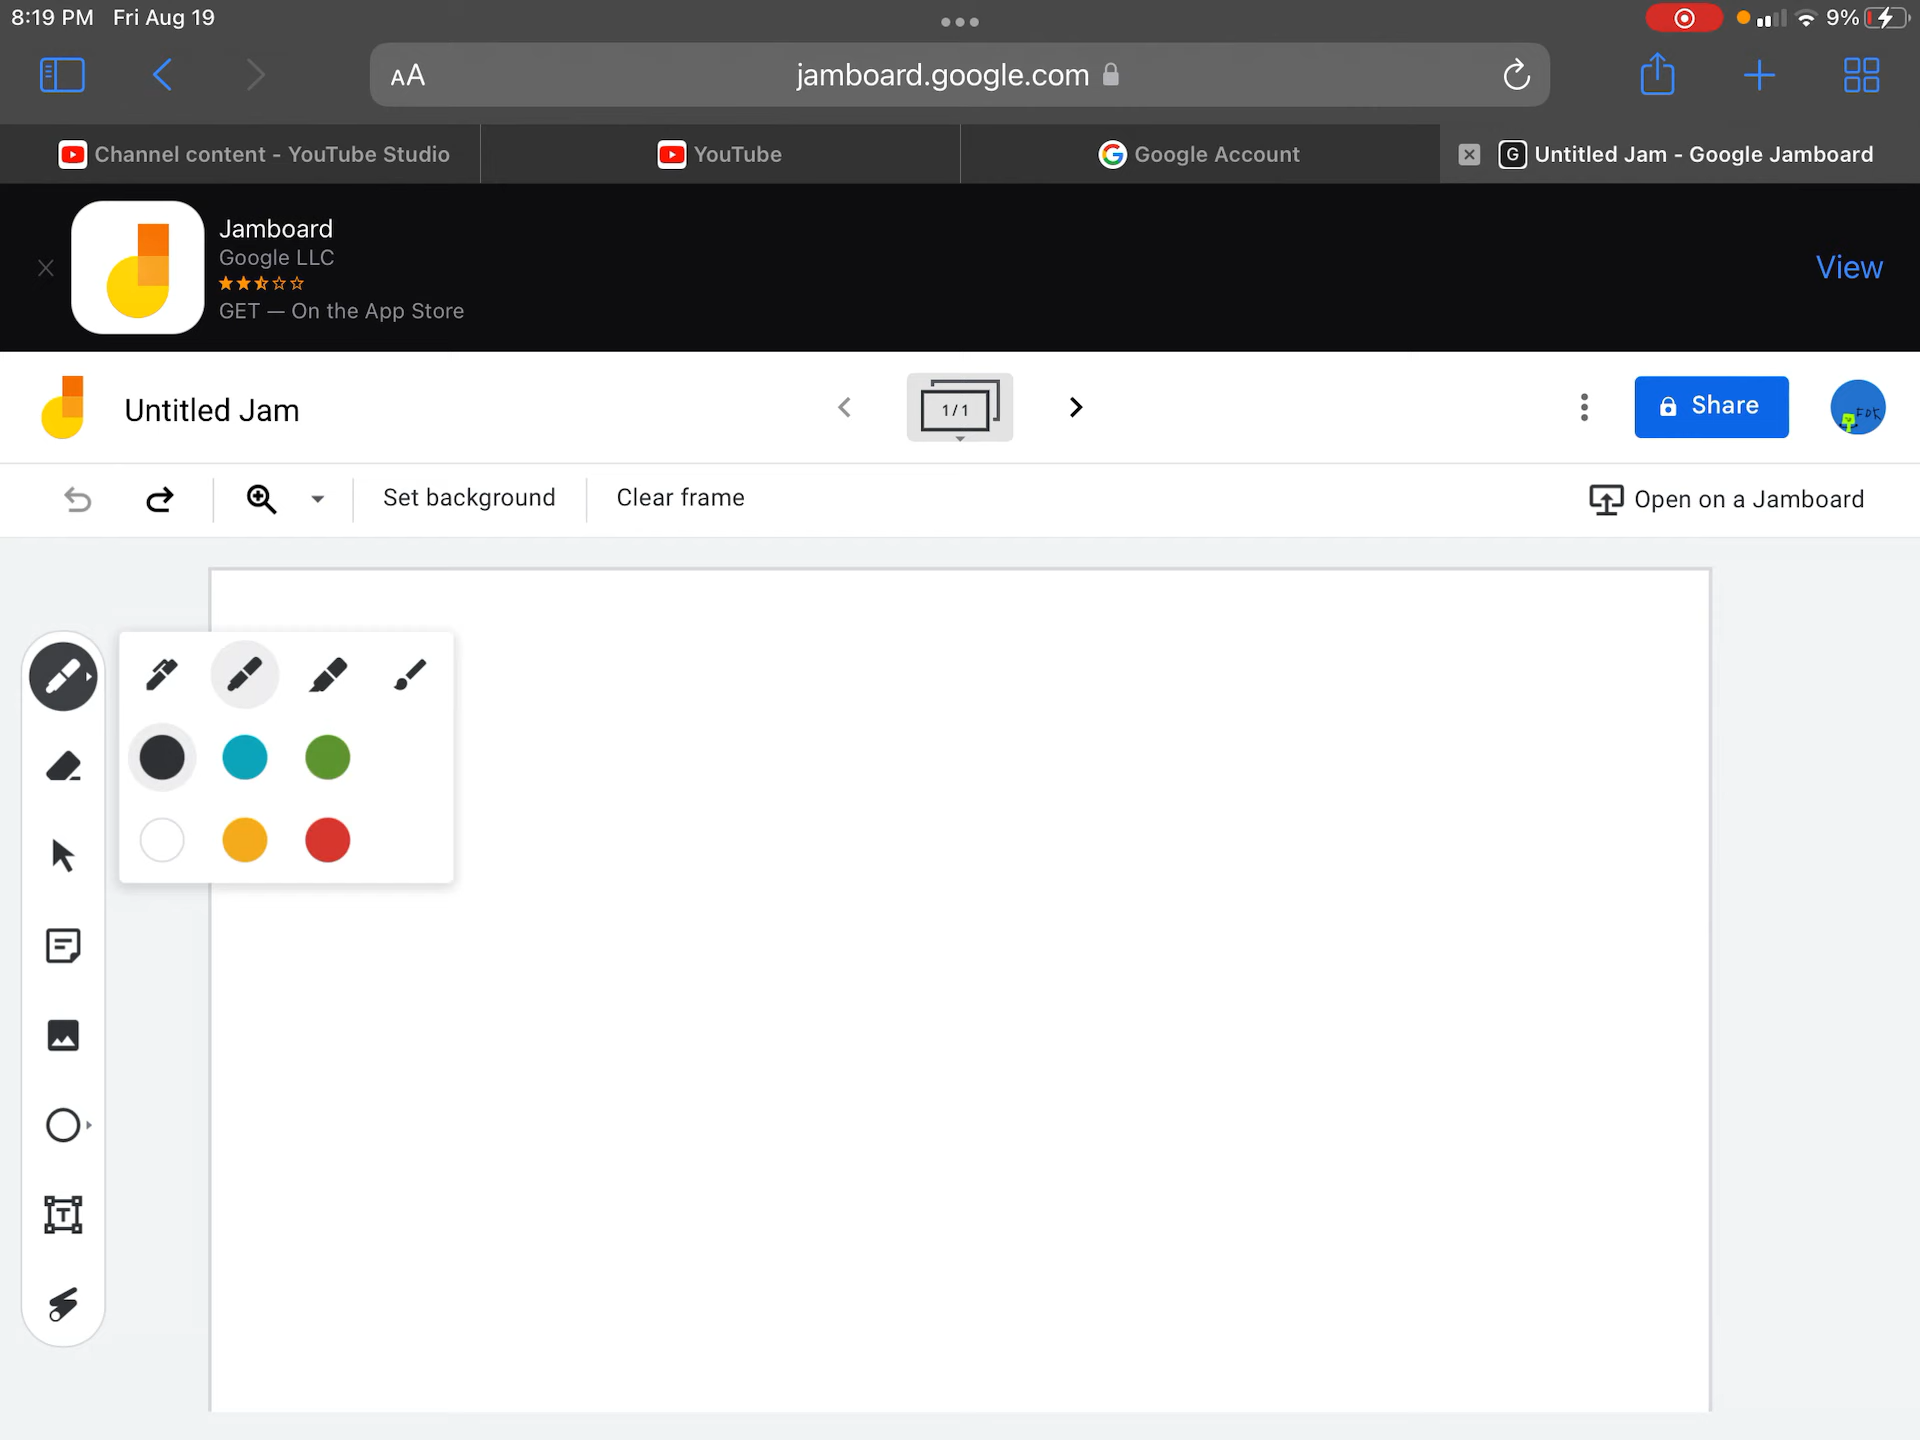 8:19 PM Fri Aug 19
9%
AA jamboard.google.com
Channel content - YouTube Studio
YouTube
Google Account
G Untitled Jam - Google Jamboard
Jamboard
Google LLC
GET — On the App Store
View
Untitled Jam
1/1
Share
FDK
Set background
Clear frame
Open on a Jamboard
T